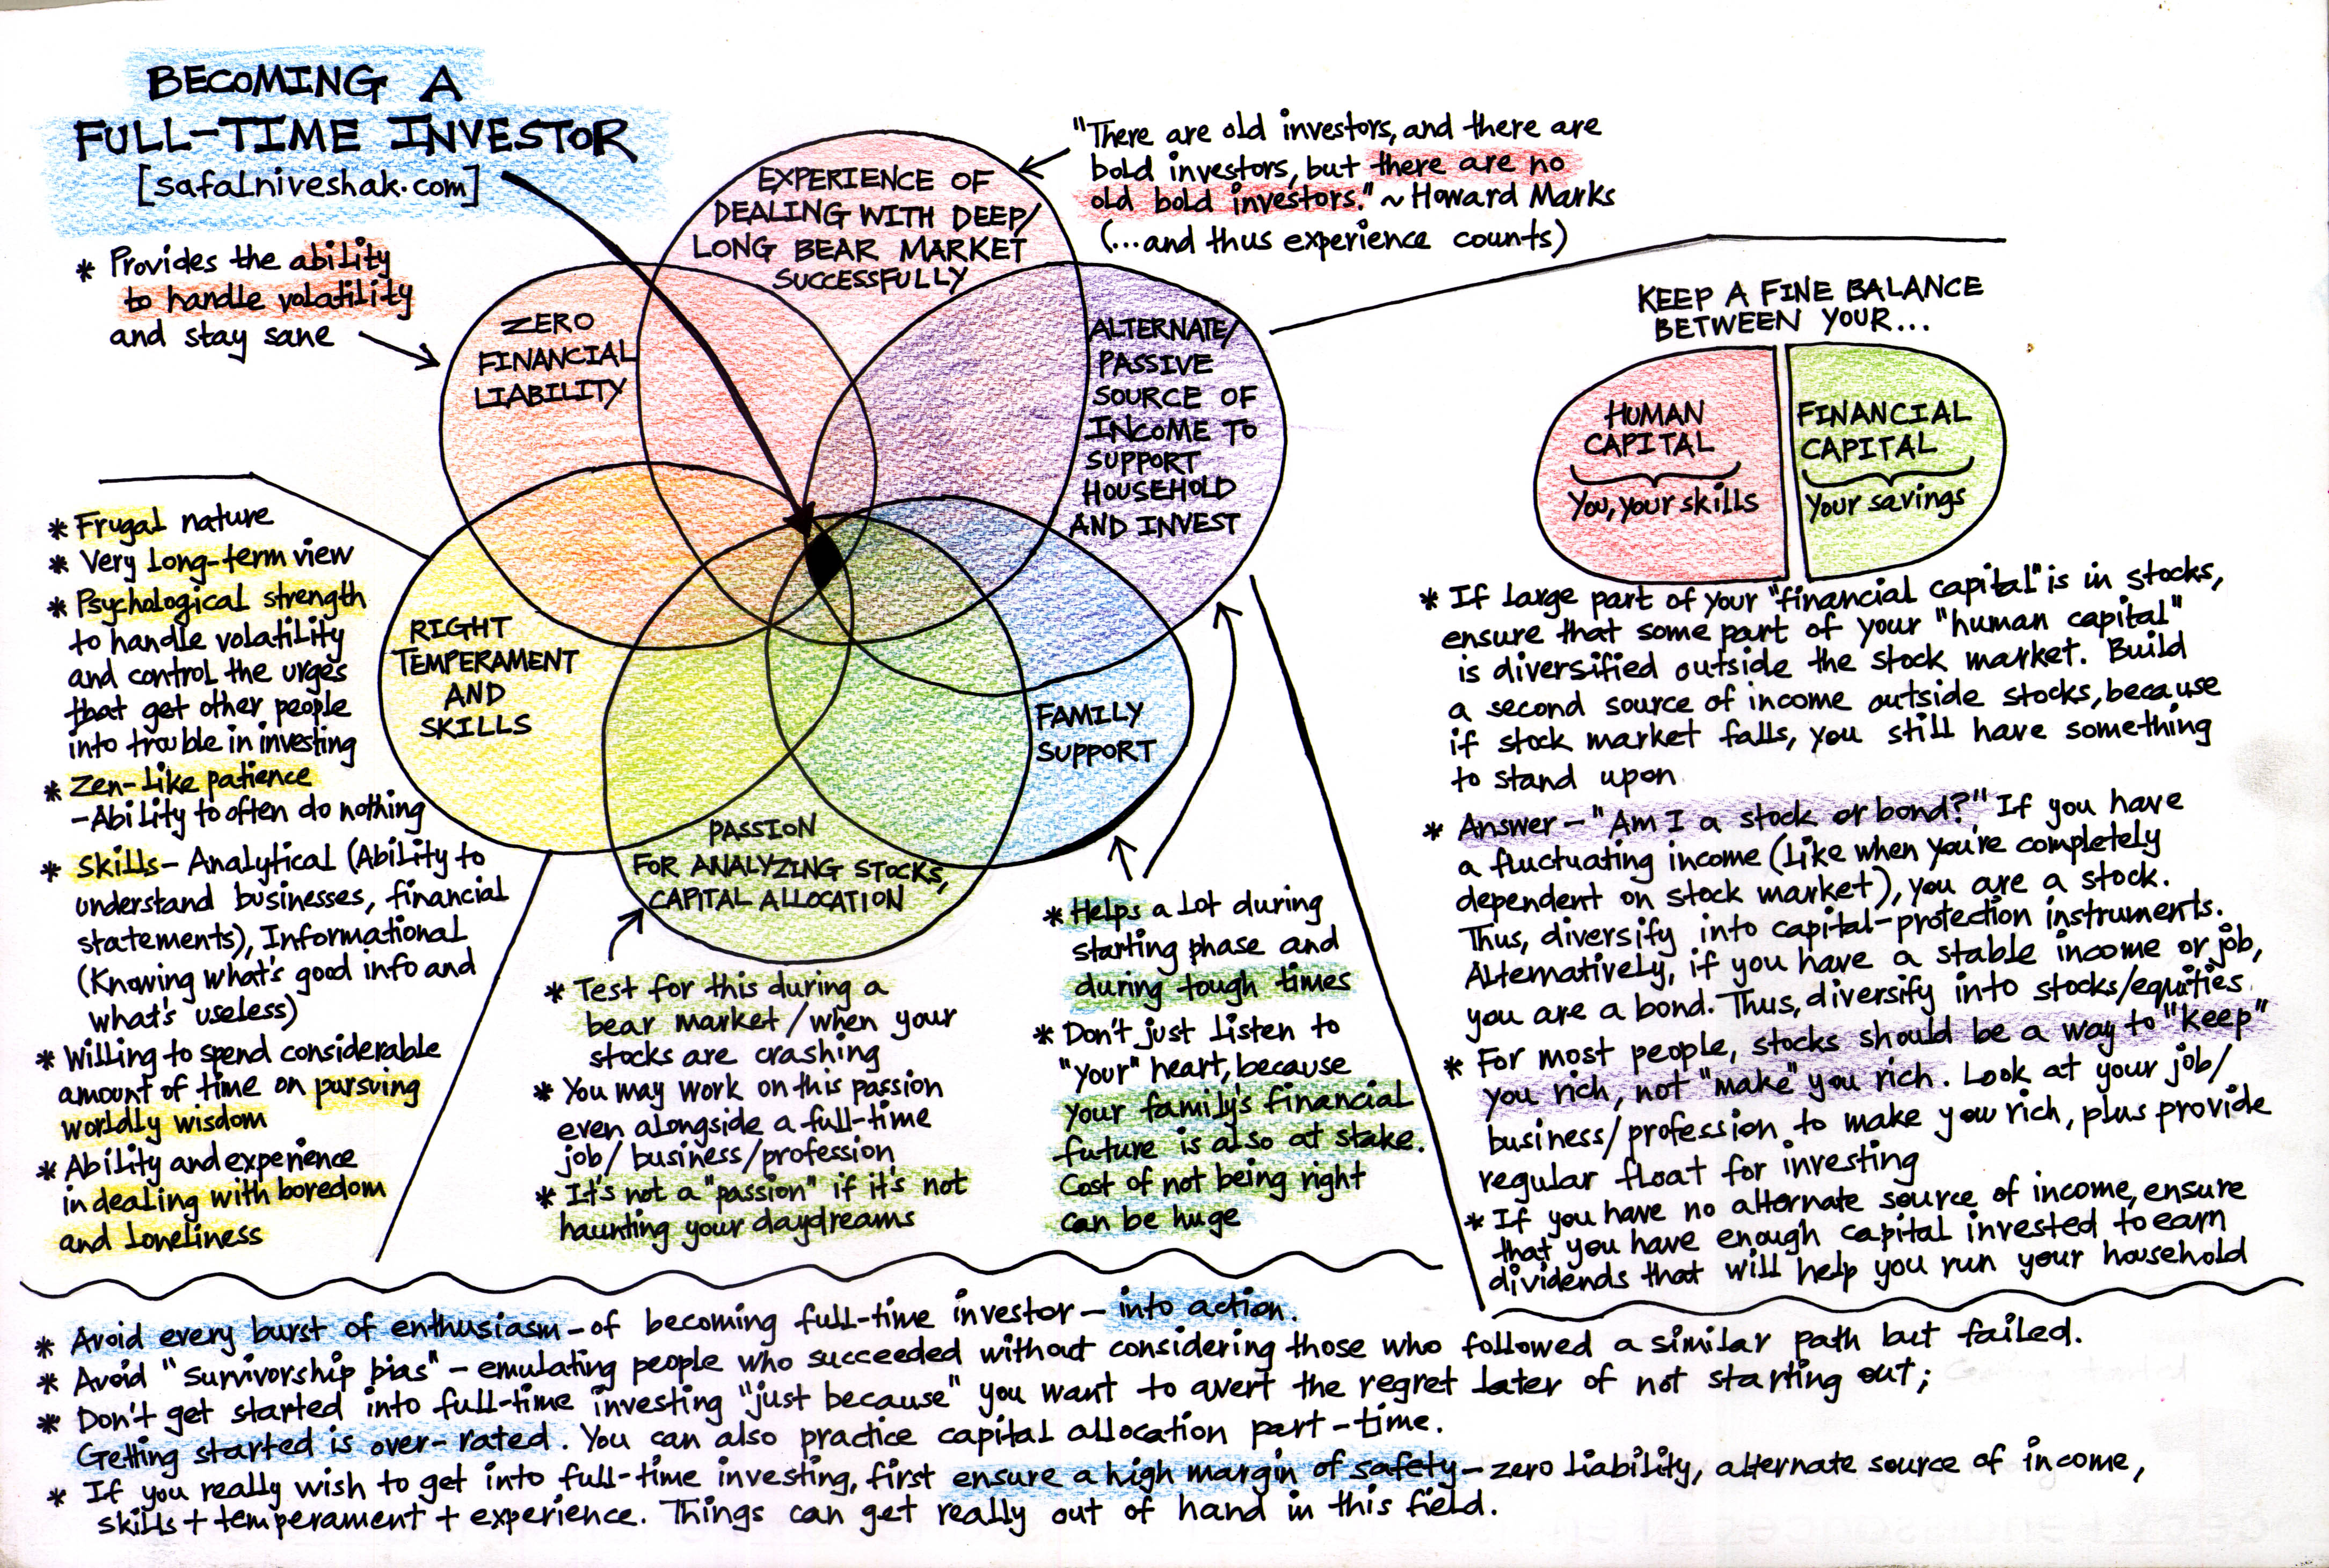 BECOMING A
FULL-TIME INVESTOR
[safalniveshak.com]
* Provides the ability
to handle volatility
and stay sane
"There are old investors, and there are
bold investors, but there are no
old bold investors." ~ Howard Marks
(...and thus experience counts)
EXPERIENCE OF
DEALING WITH DEEP/
LONG BEAR MARKET
SUCCESSFULLY
ZERO
FINANCIAL
LIABILITY
ALTERNATE/
PASSIVE
SOURCE OF
INCOME TO
SUPPORT
HOUSEHOLD
AND INVEST
RIGHT
TEMPERAMENT
AND
SKILLS
FAMILY
SUPPORT
PASSION
FOR ANALYZING STOCKS,
CAPITAL ALLOCATION
* Frugal nature
* Very long-term view
* Psychological strength
to handle volatility
and control the urges
that get other people
into trouble in investing
* Zen-like patience
- Ability to often do nothing
* Skills - Analytical (Ability to
understand businesses, financial
statements), Informational
(Knowing what's good info and
what's useless)
* Willing to spend considerable
amount of time on pursuing
worldly wisdom
* Ability and experience
in dealing with boredom
and loneliness
* Test for this during a
bear market/when your
stocks are crashing
* You may work on this passion
even alongside a full-time
job/business/profession
* It's not a "passion" if it's not
haunting your daydreams
* Helps a lot during
starting phase and
during tough times
* Don't just listen to
"your" heart, because
your family's financial
future is also at stake.
Cost of not being right
can be huge
KEEP A FINE BALANCE
BETWEEN YOUR...
HUMAN
CAPITAL
You, your skills
FINANCIAL
CAPITAL
Your savings
* If large part of your "financial capital" is in stocks,
ensure that some part of your "human capital"
is diversified outside the stock market. Build
a second source of income outside stocks, because
if stock market falls, you still have something
to stand upon
* Answer - "Am I a stock or bond?" If you have
a fluctuating income (like when you're completely
dependent on stock market), you are a stock.
Thus, diversify into capital-protection instruments.
Alternatively, if you have a stable income or job,
you are a bond. Thus, diversify into stocks/equities.
* For most people, stocks should be a way to "keep"
you rich, not "make" you rich. Look at your job/
business/profession to make you rich, plus provide
regular float for investing
* If you have no alternate source of income, ensure
that you have enough capital invested to earn
dividends that will help you run your household
* Avoid every burst of enthusiasm - of becoming full-time investor - into action.
* Avoid "survivorship bias" - emulating people who succeeded without considering those who followed a similar path but failed.
* Don't get started into full-time investing "just because" you want to avert the regret later of not starting out;
Getting started is over-rated. You can also practice capital allocation part-time.
* If you really wish to get into full-time investing, first ensure a high margin of safety - zero liability, alternate source of income,
skills + temperament + experience. Things can get really out of hand in this field.